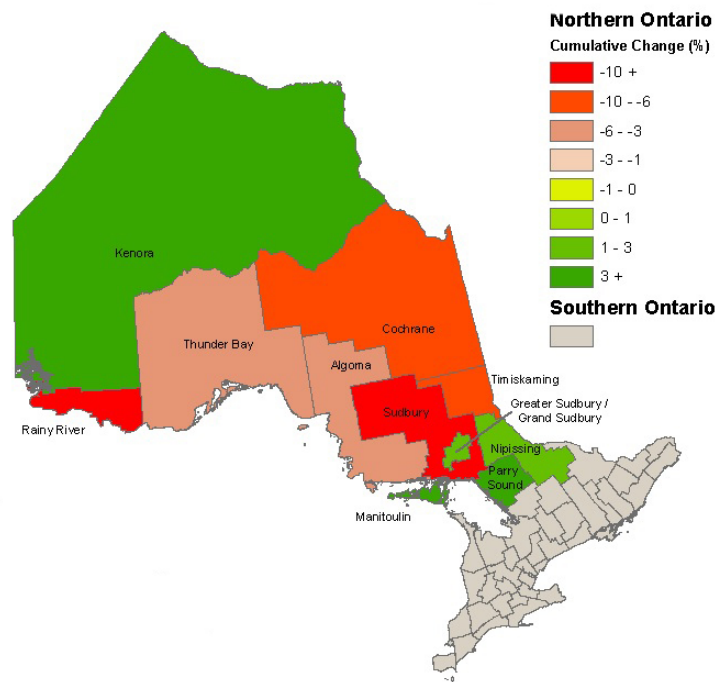 Northern Ontario
Cumulative Change (%)
-10 +
-10 - -6
-6 - -3
-3 - -1
-1 - 0
0 - 1
1 - 3
3 +
Southern Ontario
Kenora
Thunder Bay
Cochrane
Algoma
Timiskaming
Sudbury
Greater Sudbury /
Grand Sudbury
Rainy River
Nipissing
Parry
Sound
Manitoulin